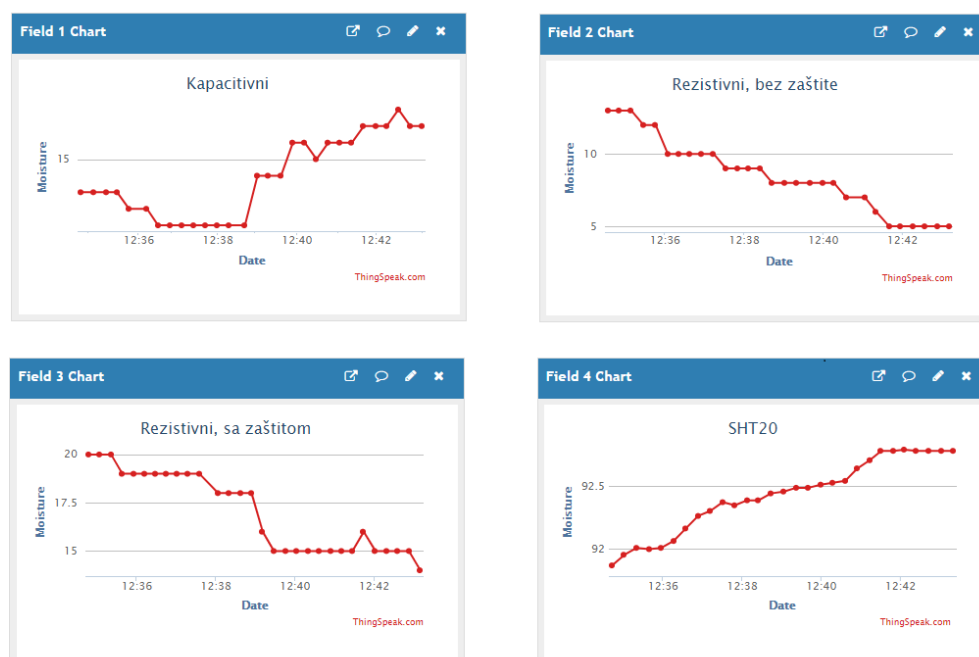 Field 1 Chart
Kapacitivni
Moisture
15
12:36 12:38 12:40 12:42
Date
ThingSpeak.com
Field 2 Chart
Rezistivni, bez zaštite
Moisture
10
5
12:36 12:38 12:40 12:42
Date
ThingSpeak.com
Field 3 Chart
Rezistivni, sa zaštitom
Moisture
20
17.5
15
12:36 12:38 12:40 12:42
Date
ThingSpeak.com
Field 4 Chart
SHT20
Moisture
92.5
92
12:36 12:38 12:40 12:42
Date
ThingSpeak.com